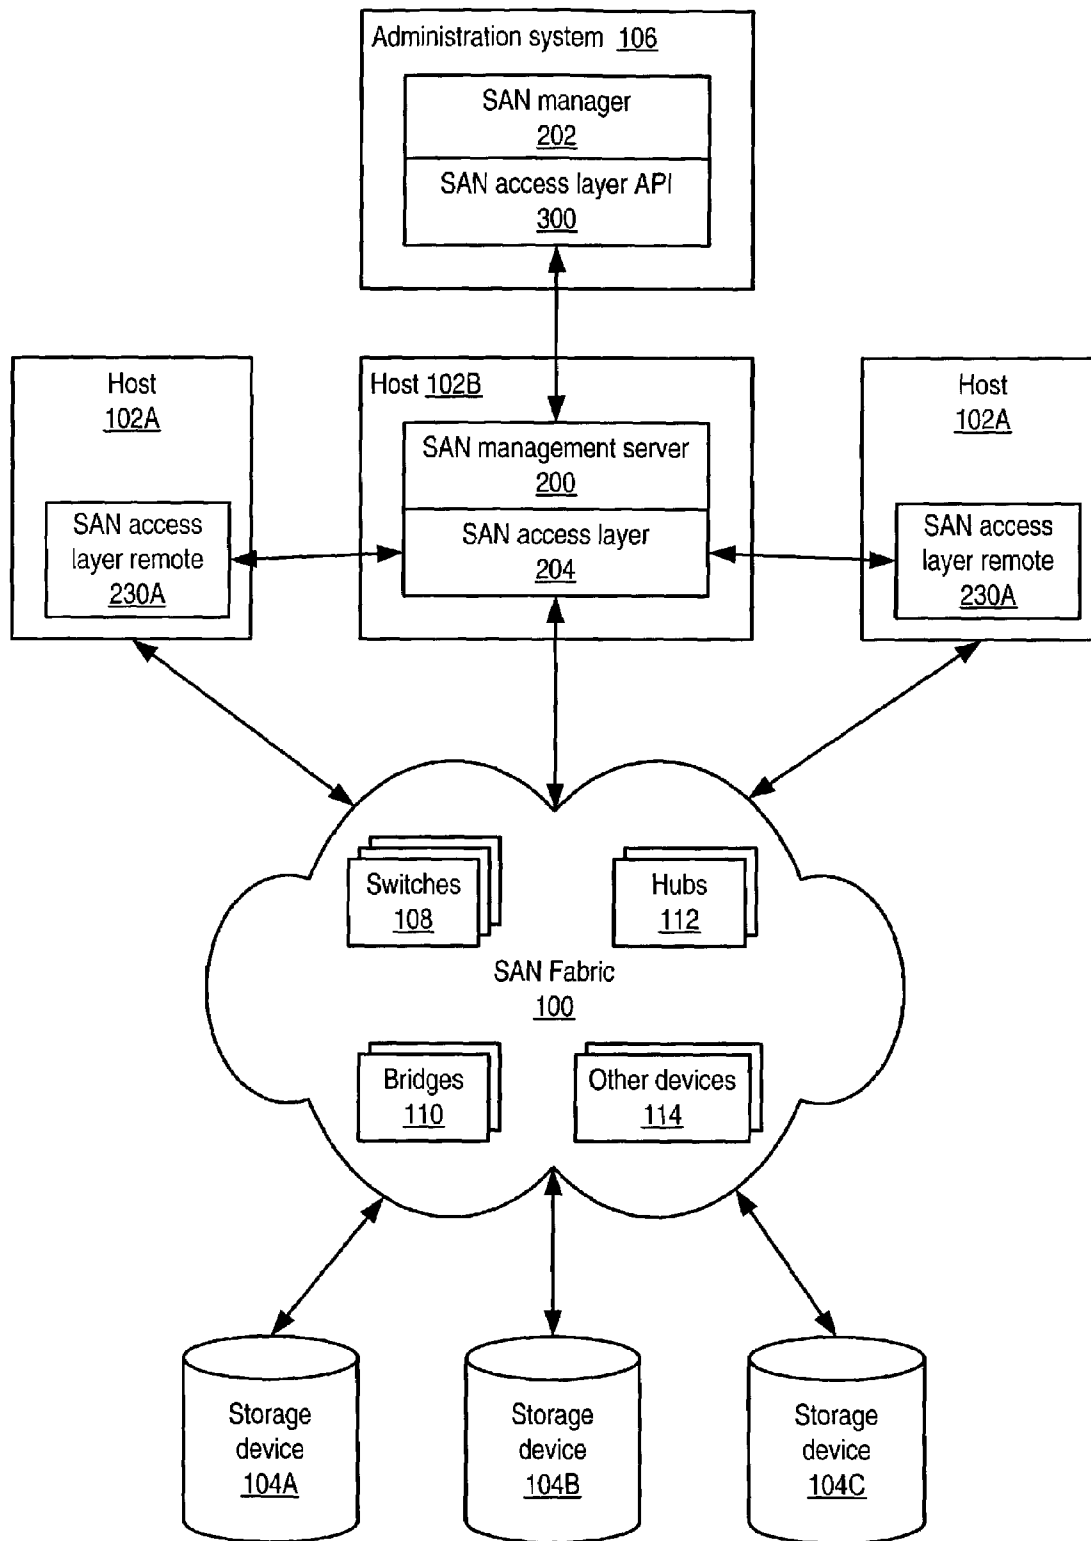 Administration system 106
SAN manager
202
SAN access layer API
300
Host
102A
SAN access
layer remote
230A
Host 102B
SAN management server
200
SAN access layer
204
Host
102A
SAN access
layer remote
230A
Switches
108
Hubs
112
SAN Fabric
100
Bridges
110
Other devices
114
Storage
device
104A
Storage
device
104B
Storage
device
104C